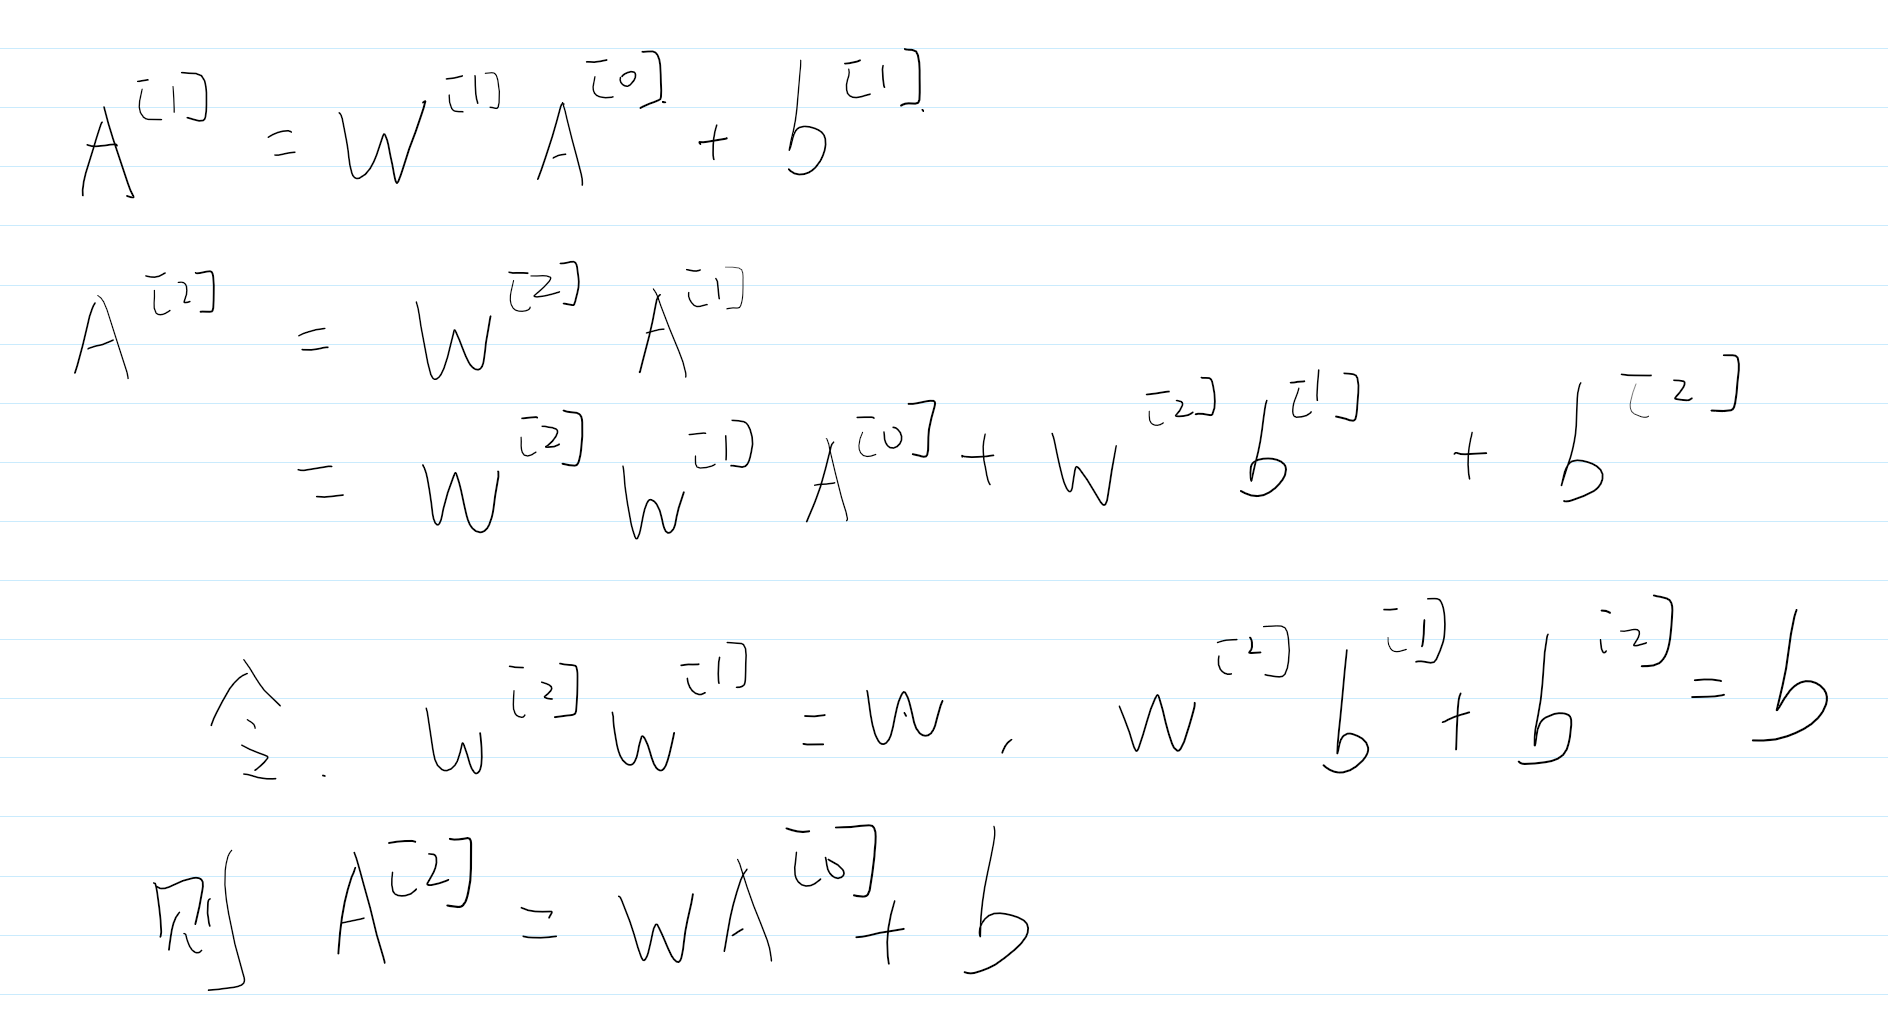 A^[1] = W^[1] A^[0] + b^[1]
A^[2] = W^[2] A^[1]
= W^[2] W^[1] A^[0] + W^[2] b^[1] + b^[2]
令. W^[2] W^[1] = W, W^[2] b^[1] + b^[2] = b
则 A^[2] = WA^[0] + b